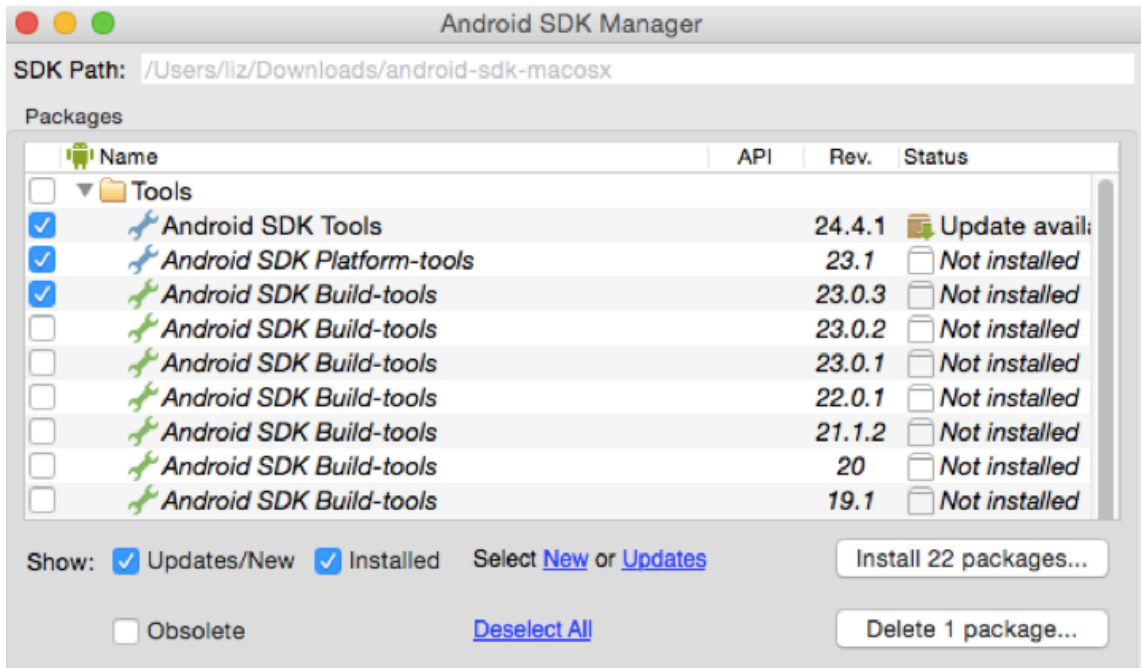 Android SDK Manager
SDK Path: /Users/liz/Downloads/android-sdk-macosx
Packages
Name API Rev. Status
Tools
Android SDK Tools 24.4.1 Update availa
Android SDK Platform-tools 23.1 Not installed
Android SDK Build-tools 23.0.3 Not installed
Android SDK Build-tools 23.0.2 Not installed
Android SDK Build-tools 23.0.1 Not installed
Android SDK Build-tools 22.0.1 Not installed
Android SDK Build-tools 21.1.2 Not installed
Android SDK Build-tools 20 Not installed
Android SDK Build-tools 19.1 Not installed
Show: Updates/New Installed Select New or Updates Install 22 packages...
Obsolete Deselect All Delete 1 package...